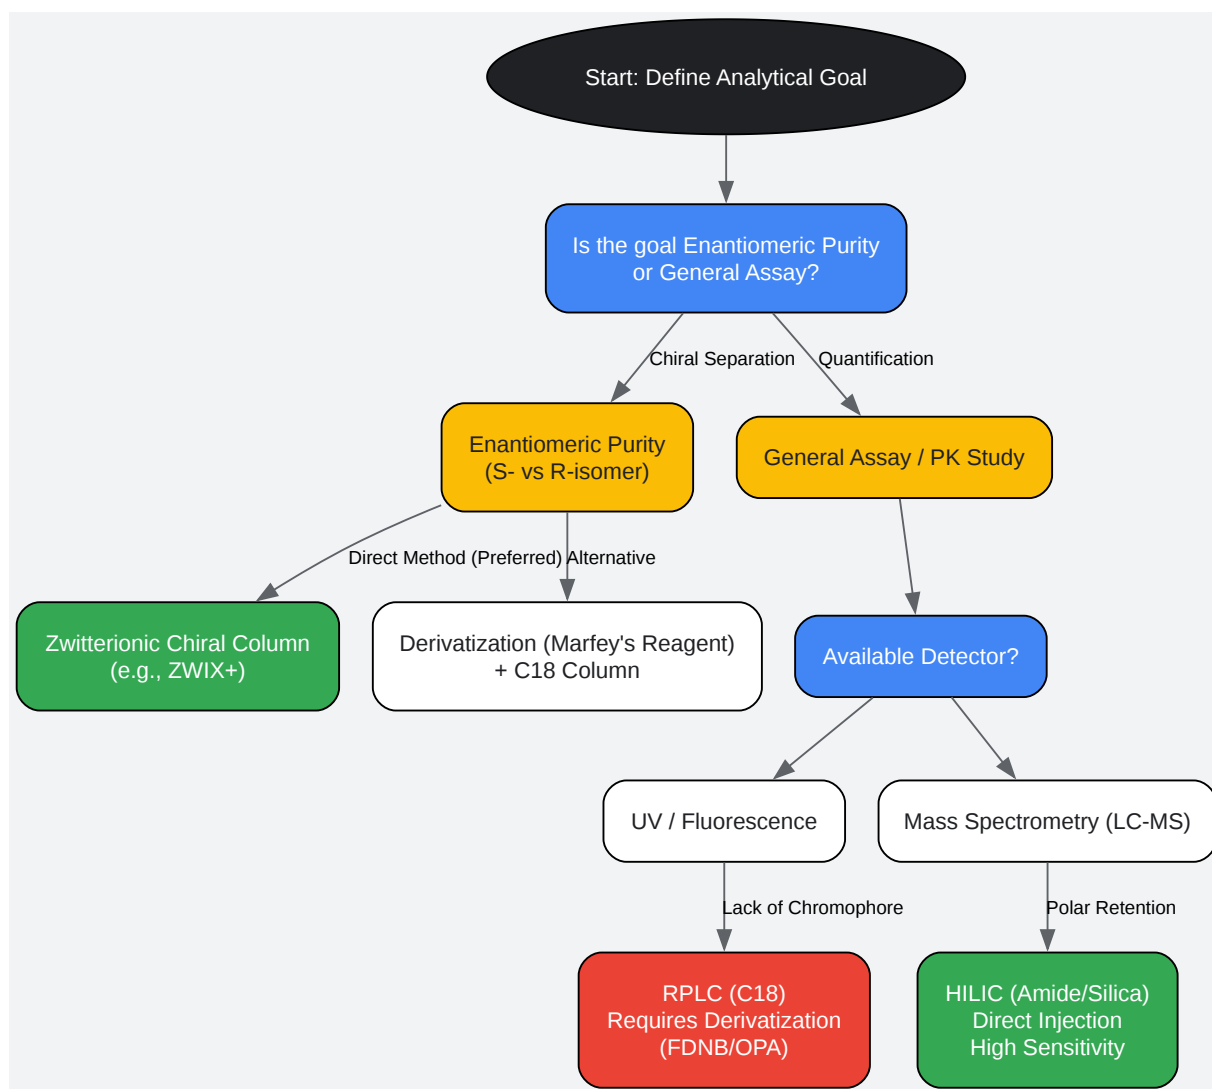 Start: Define Analytical Goal
Is the goal Enantiomeric Purity
or General Assay?
Chiral Separation
Quantification
Enantiomeric Purity
(S- vs R-isomer)
General Assay / PK Study
Direct Method (Preferred)
Alternative
Zwitterionic Chiral Column
(e.g., ZWIX+)
Derivatization (Marfey's Reagent)
+ C18 Column
Available Detector?
UV / Fluorescence
Mass Spectrometry (LC-MS)
Lack of Chromophore
Polar Retention
RPLC (C18)
Requires Derivatization
(FDNB/OPA)
HILIC (Amide/Silica)
Direct Injection
High Sensitivity